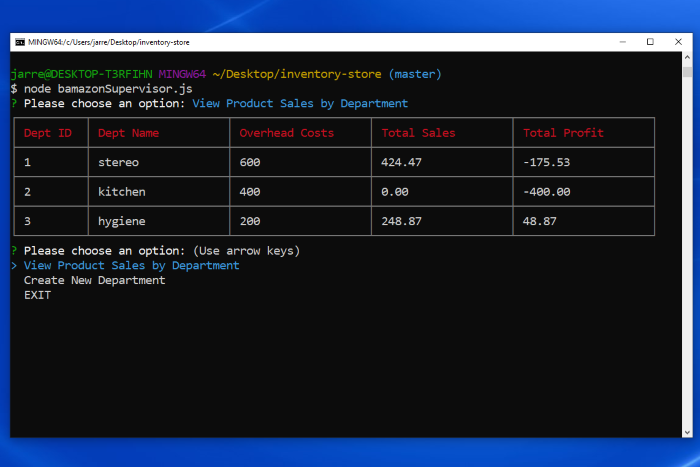 MINGW64:/c/Users/jarre/Desktop/inventory-store
jarre@DESKTOP-T3RFIHN MINGW64 ~/Desktop/inventory-store (master)
$ node bamazonSupervisor.js
? Please choose an option: View Product Sales by Department
Dept ID Dept Name Overhead Costs Total Sales Total Profit
1 stereo 600 424.47 -175.53
2 kitchen 400 0.00 -400.00
3 hygiene 200 248.87 48.87
? Please choose an option: (Use arrow keys)
> View Product Sales by Department
Create New Department
EXIT